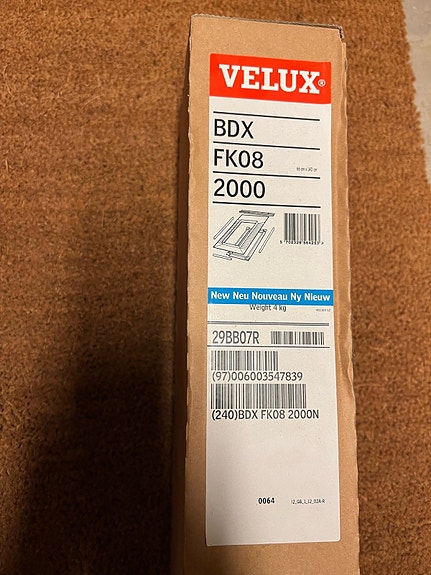 VELUX®
BDX
FK08
2000
New Neu Nouveau Ny Nieuw
Weight 4 kg
29BB07R
(97)006003547839
(240)BDX FK08 2000N
0064